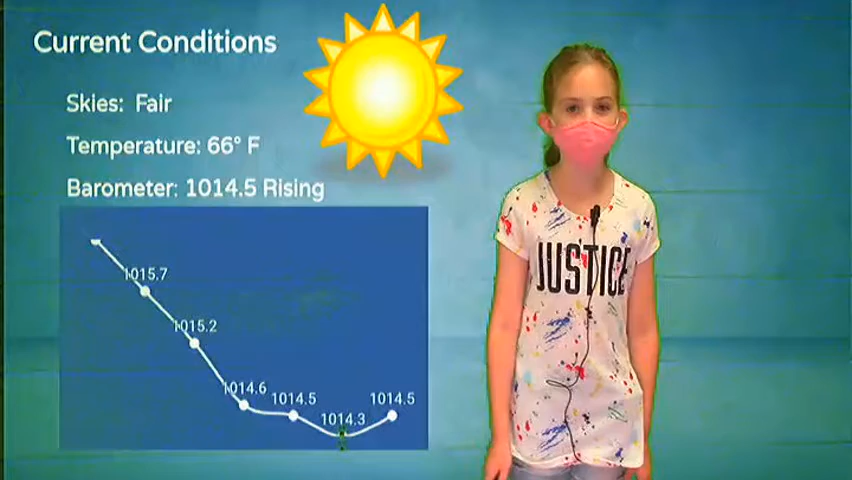 Current Conditions
Skies: Fair
Temperature: 66° F
Barometer: 1014.5 Rising
1015.7
1015.2
1014.6
1014.5
1014.3
1014.5
JUSTICE